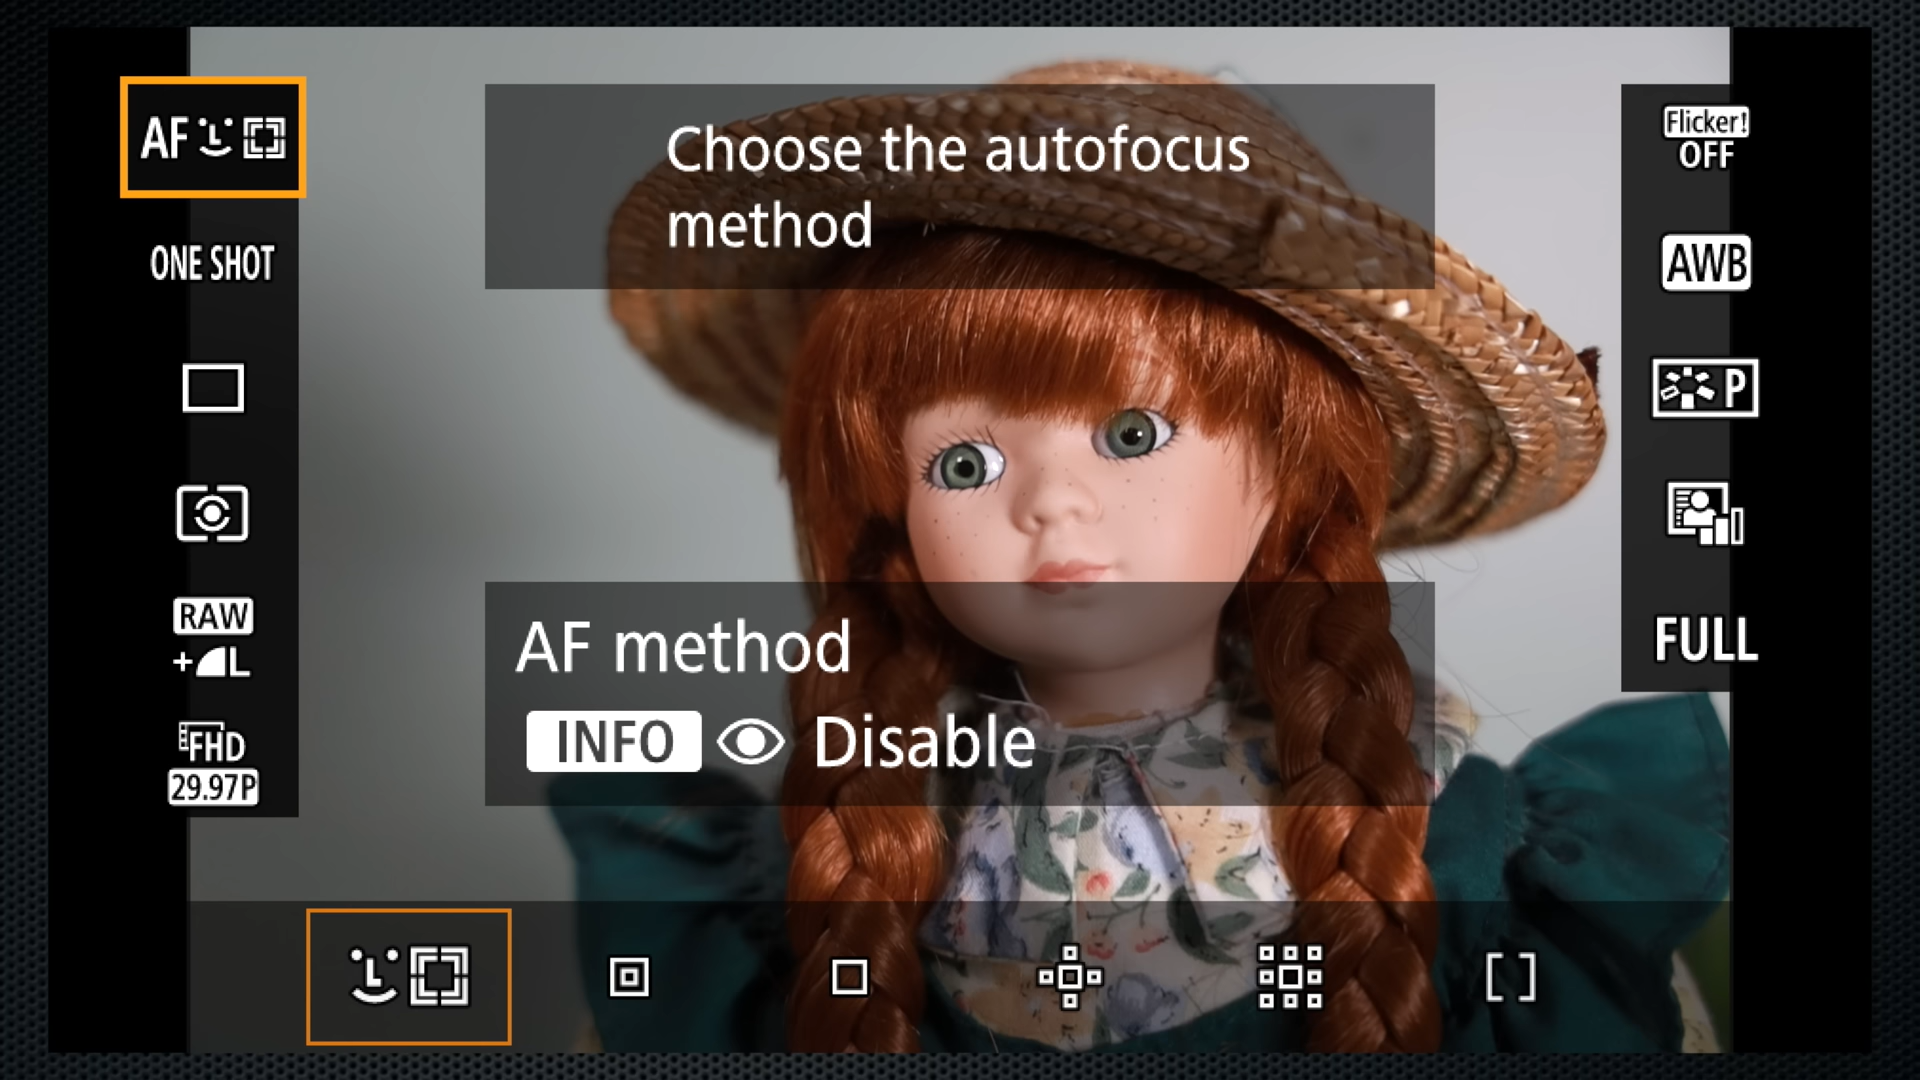 AF
ONE SHOT
RAW
+L
FHD
29.97P
Choose the autofocus
method
AF method
INFO Disable
Flicker!
OFF
AWB
P
FULL